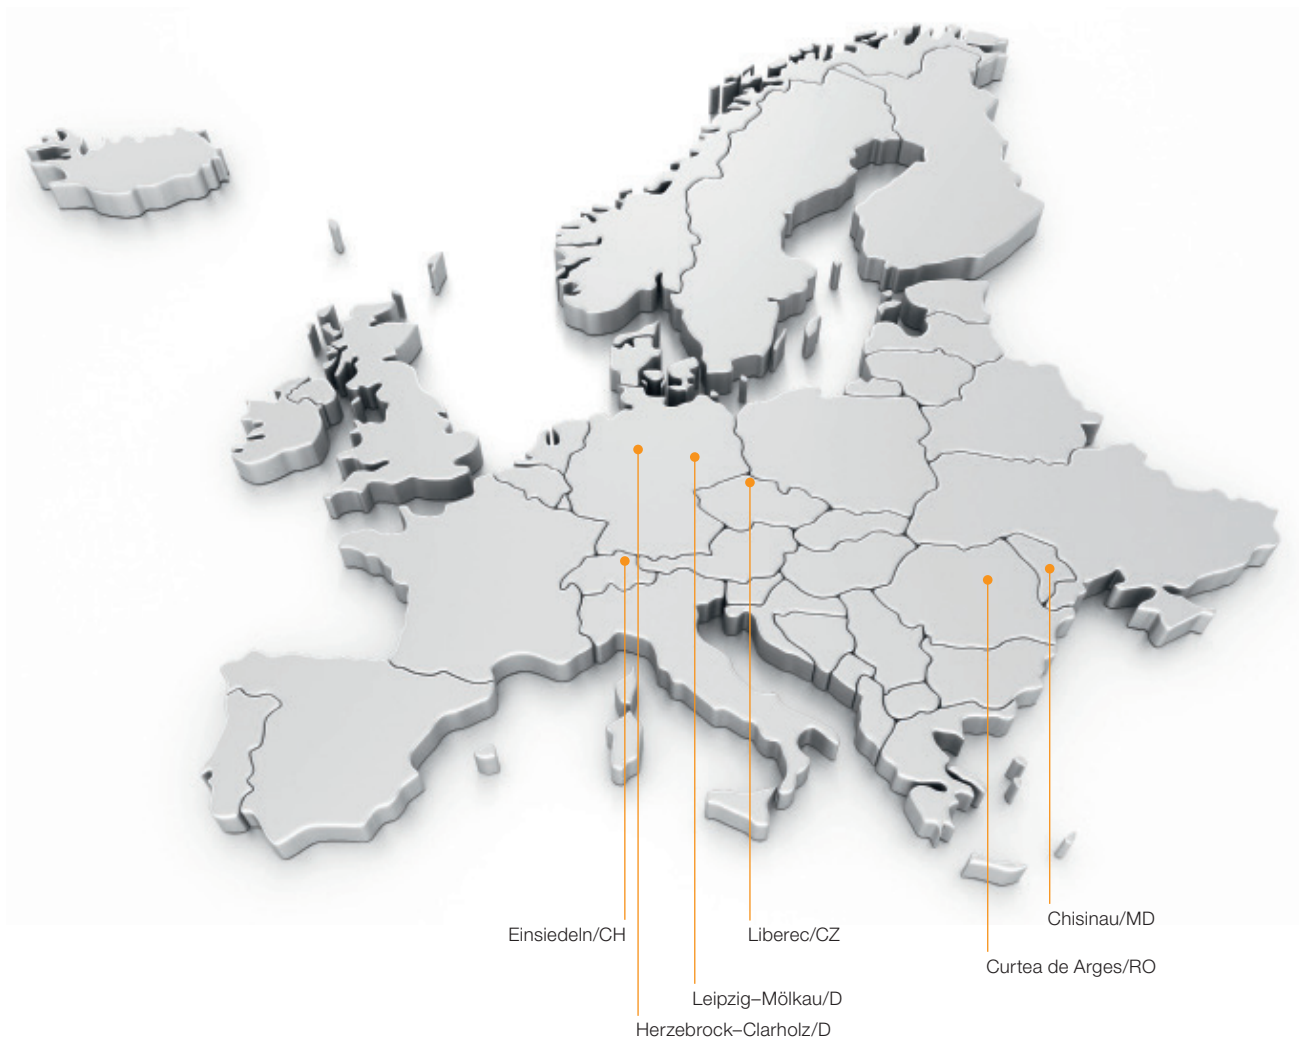 Chisinau/MD
Einsiedeln/CH
Liberec/CZ
Curtea de Arges/RO
Leipzig–Mölkau/D
Herzebrock–Clarholz/D